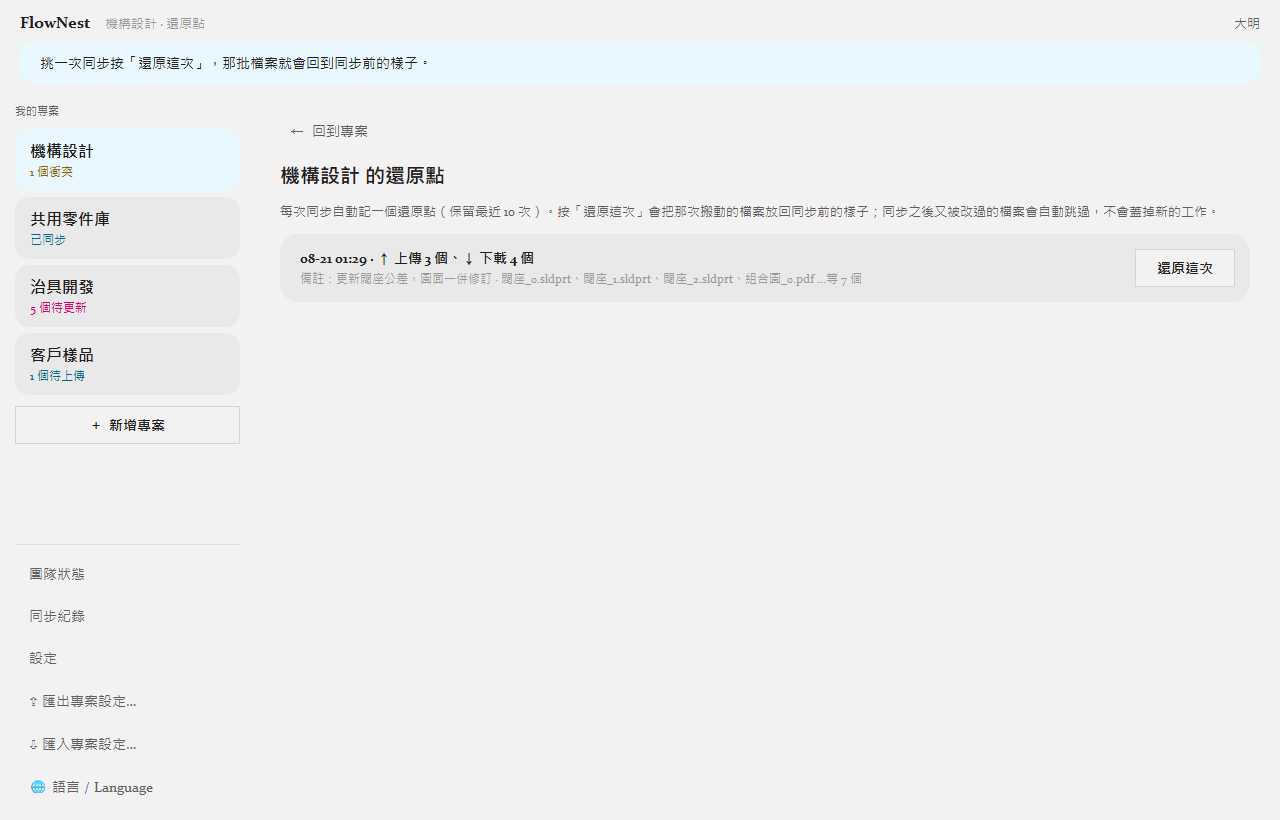 FlowNest 機構設計 · 還原點
大明
挑一次同步按「還原這次」，那批檔案就會回到同步前的樣子。
我的專案
機構設計
1 個衝突
共用零件庫
已同步
治具開發
5 個待更新
客戶樣品
1 個待上傳
+ 新增專案
團隊狀態
同步紀錄
設定
⇧ 匯出專案設定…
⇩ 匯入專案設定…
🌐 語言 / Language
← 回到專案
機構設計 的還原點
每次同步自動記一個還原點（保留最近 10 次）。按「還原這次」會把那次搬動的檔案放回同步前的樣子；同步之後又被改過的檔案會自動跳過，不會蓋掉新的工作。
08-21 01:29 · ↑ 上傳 3 個、↓ 下載 4 個
備註：更新閥座公差，圖面一併修訂 · 閥座_0.sldprt、閥座_1.sldprt、閥座_2.sldprt、組合圖_0.pdf …等 7 個
還原這次